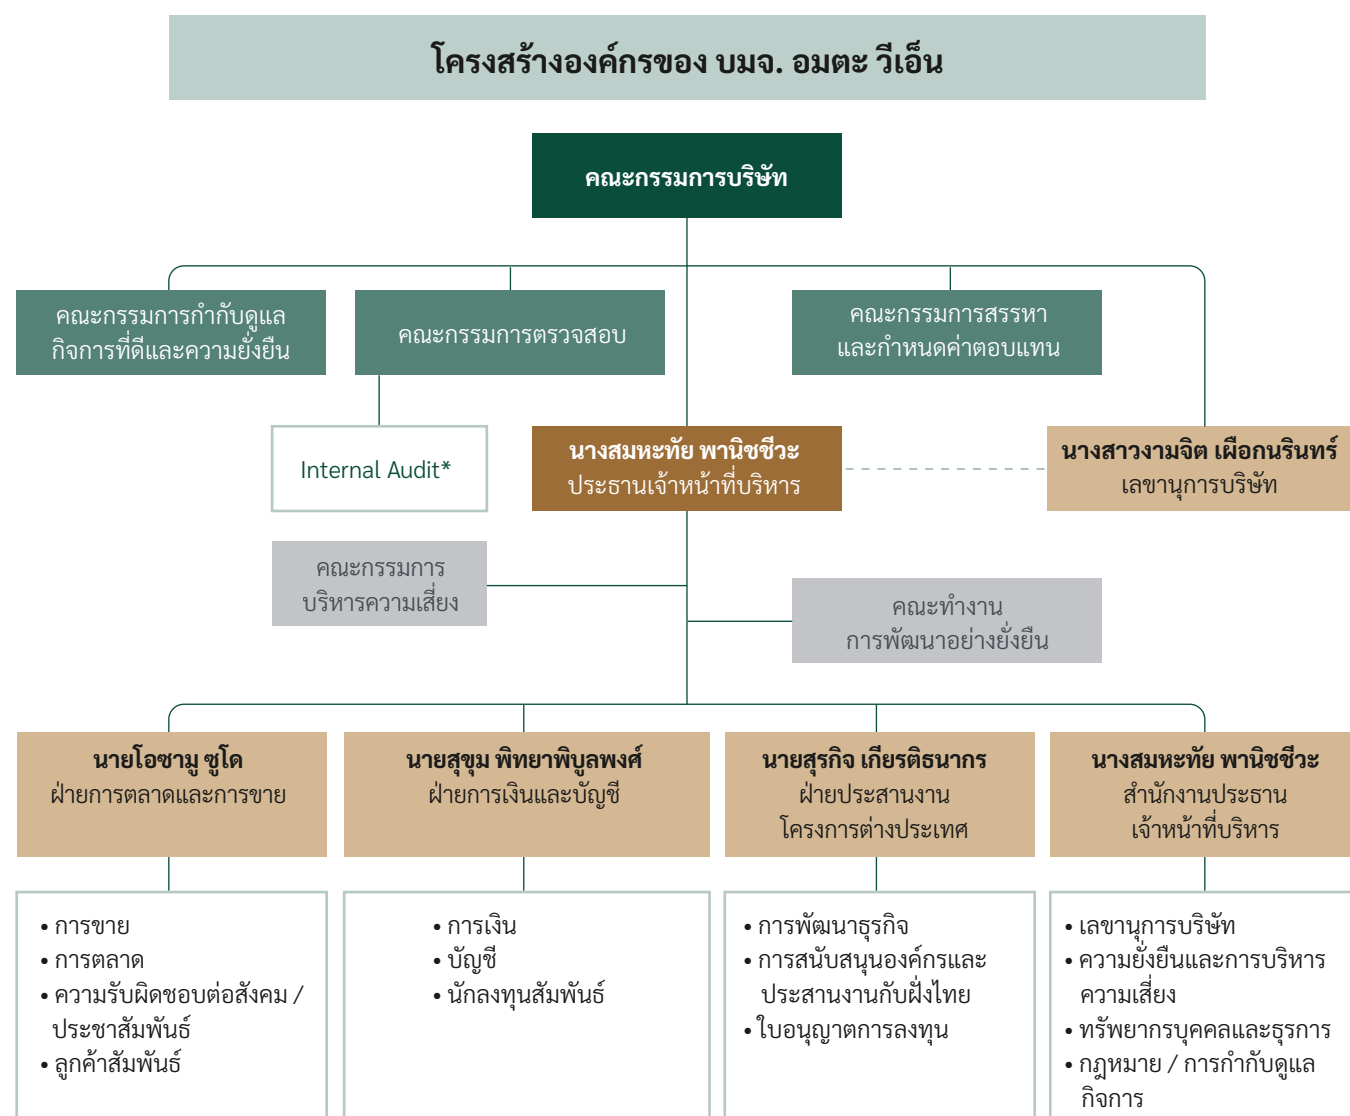 โครงสร้างองค์กรของ บมจ. อมตะ วีเอ็น
คณะกรรมการบริษัท
คณะกรรมการกำกับดูแล
กิจการที่ดีและความยั่งยืน
คณะกรรมการตรวจสอบ
คณะกรรมการสรรหา
และกำหนดค่าตอบแทน
Internal Audit*
นางสมหะทัย พานิชชีวะ
ประธานเจ้าหน้าที่บริหาร
นางสาวงามจิต เผือกนรินทร์
เลขานุการบริษัท
คณะกรรมการ
บริหารความเสี่ยง
คณะทำงาน
การพัฒนาอย่างยั่งยืน
นายโอซามู ซูโด
ฝ่ายการตลาดและการขาย
นายสุขุม พิทยาพิบูลพงศ์
ฝ่ายการเงินและบัญชี
นายสุรกิจ เกียรติธนากร
ฝ่ายประสานงาน
โครงการต่างประเทศ
นางสมหะทัย พานิชชีวะ
สำนักงานประธาน
เจ้าหน้าที่บริหาร
• การขาย
• การตลาด
• ความรับผิดชอบต่อสังคม /
ประชาสัมพันธ์
• ลูกค้าสัมพันธ์
• การเงิน
• บัญชี
• นักลงทุนสัมพันธ์
• การพัฒนาธุรกิจ
• การสนับสนุนองค์กรและ
ประสานงานกับฝั่งไทย
• ใบอนุญาตการลงทุน
• เลขานุการบริษัท
• ความยั่งยืนและการบริหาร
ความเสี่ยง
• ทรัพยากรบุคคลและธุรการ
• กฎหมาย / การกำกับดูแล
กิจการ